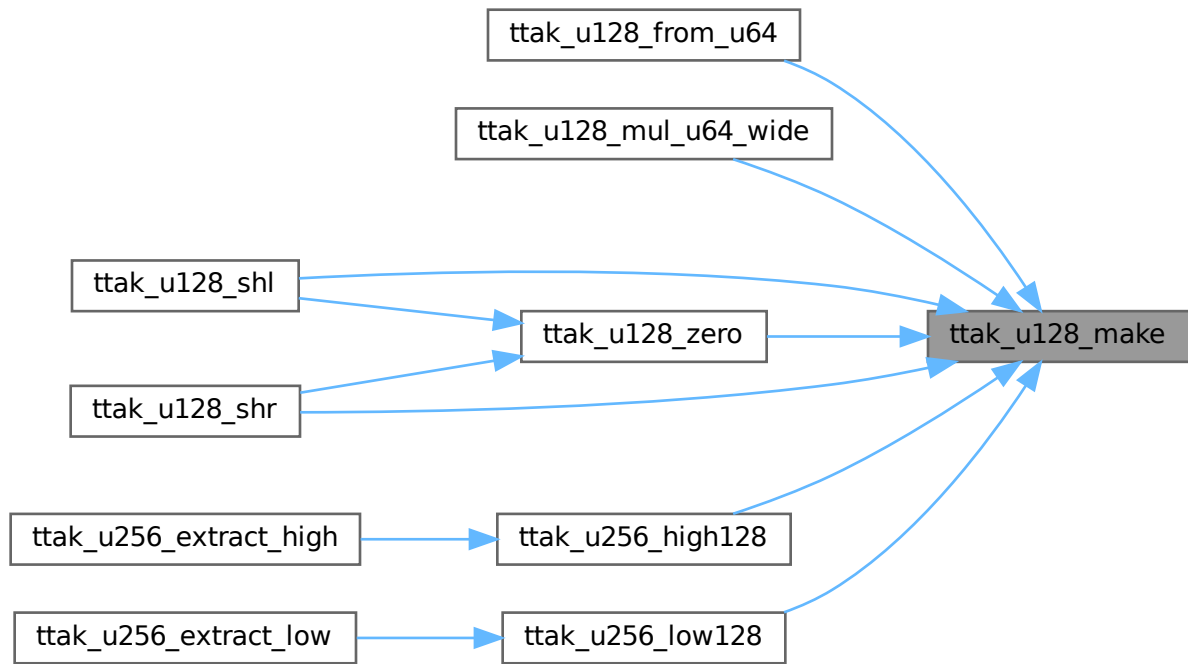 ttak_u128_from_u64
ttak_u128_mul_u64_wide
ttak_u128_shl
ttak_u128_zero
ttak_u128_make
ttak_u128_shr
ttak_u256_extract_high
ttak_u256_high128
ttak_u256_extract_low
ttak_u256_low128